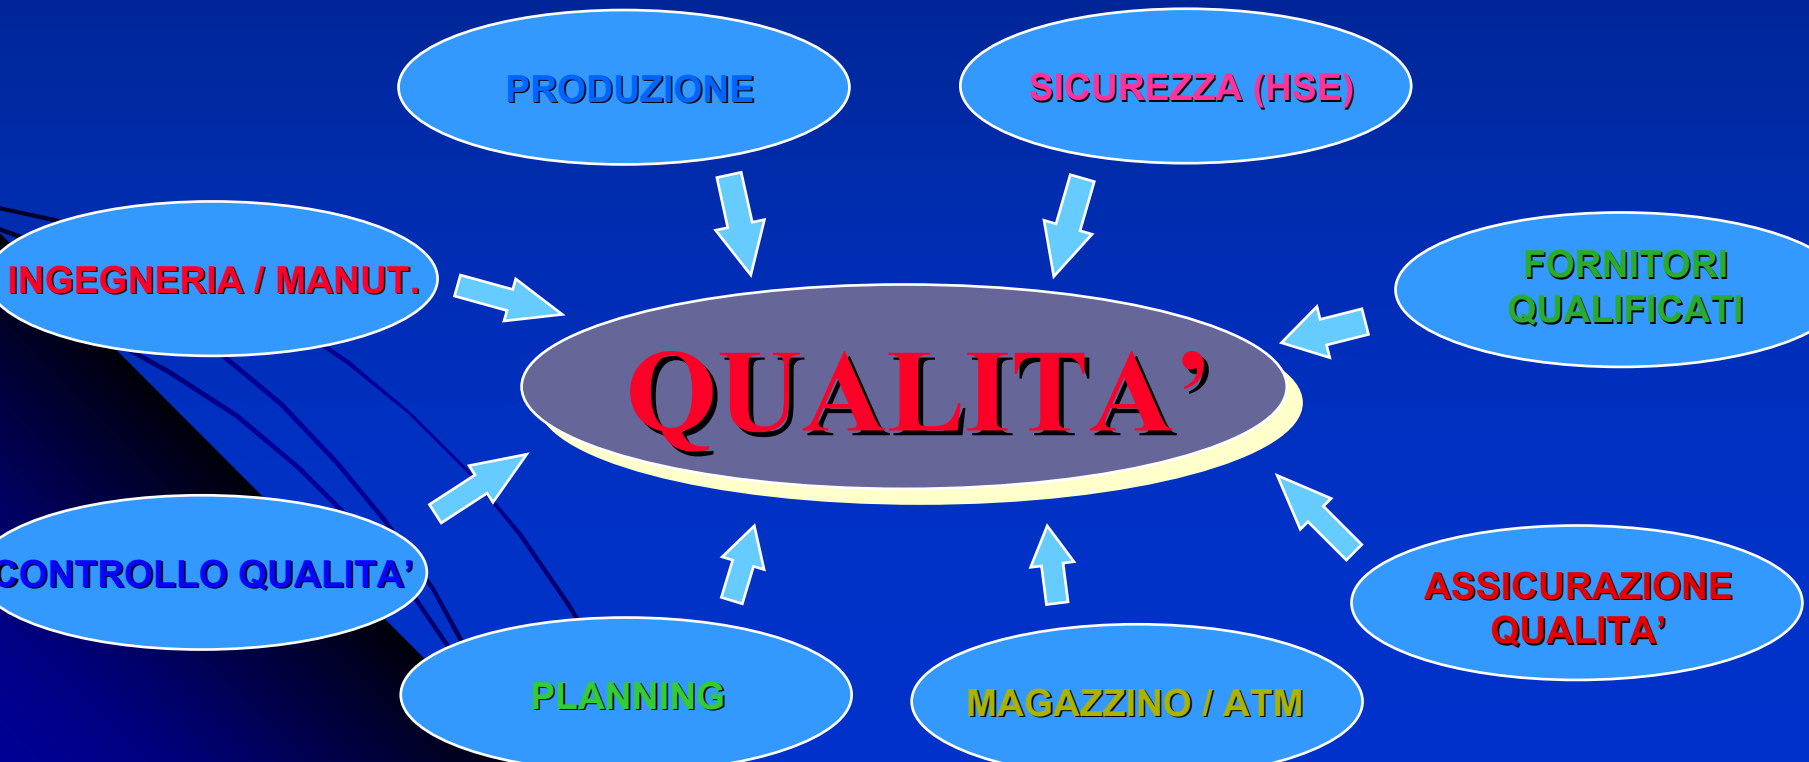 PRODUZIONE
SICUREZZA (HSE)
INGEGNERIA / MANUT.
FORNITORI
QUALIFICATI
QUALITA’
CONTROLLO QUALITA’
ASSICURAZIONE
QUALITA’
PLANNING
MAGAZZINO / ATM